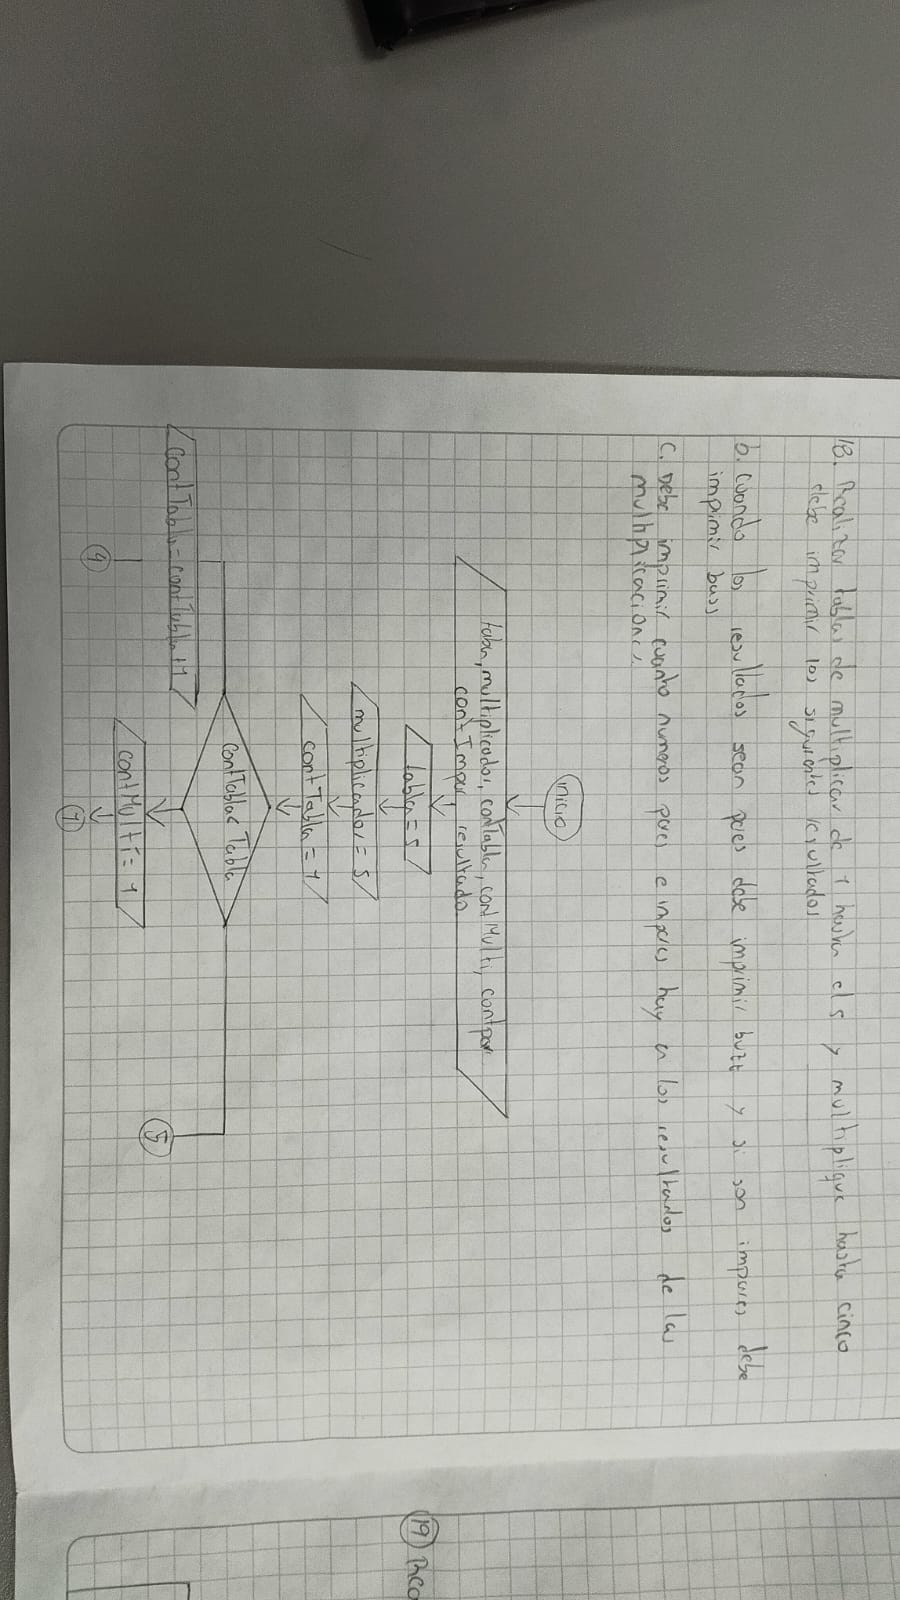 18. Realizar tablas de multiplicar de 1 hasta el 5 y multiplique hasta cinco
debe imprimir los siguientes resultados
b. Cuando los resultados sean pares debe imprimir buzz y si son impares debe
imprimir bass
c. Debe imprimir cuanto numeros pares e impares hay en los resultados de las
multiplicaciones.
inicio
tabla, multiplicador, contabla, contMulti, contpar
contImpar, resultado
tabla = 5
multiplicador = 5
contTabla = 1
contTabla< Tabla
contTabla=contTabla+1
contMulti = 1
1
5
19